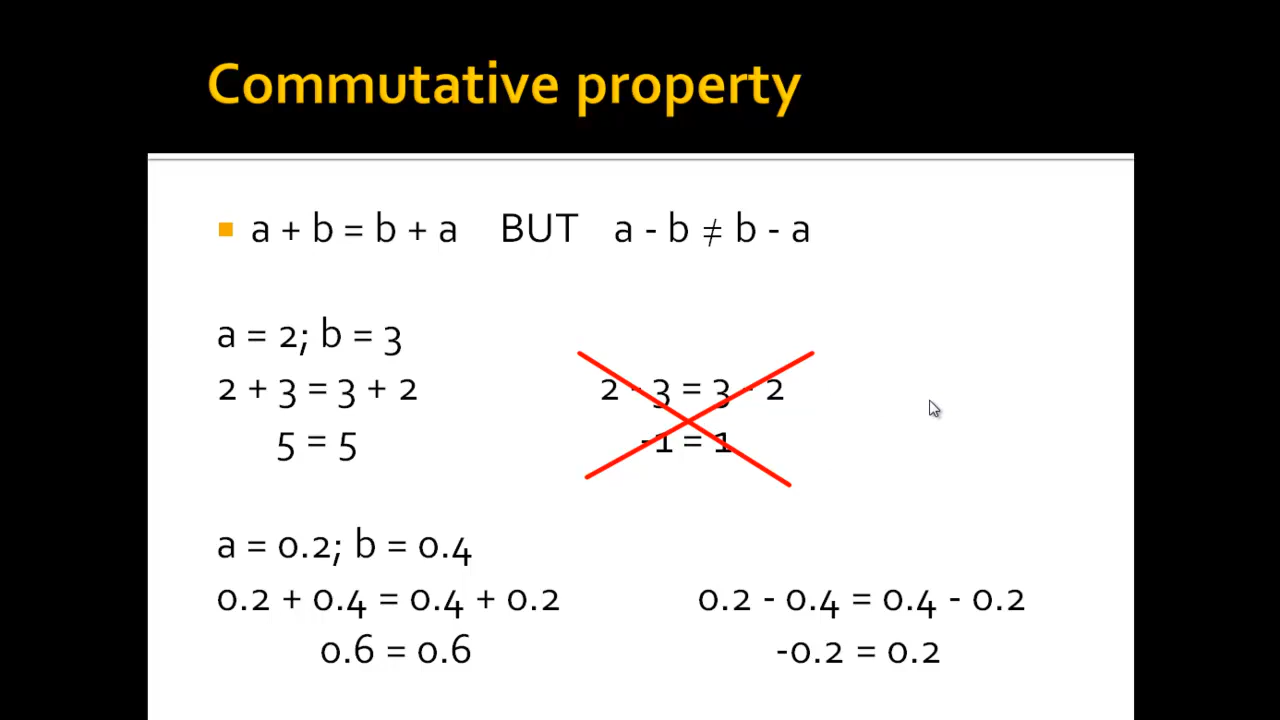 Commutative property
a + b = b + a BUT a - b ≠ b - a
a = 2; b = 3
2 + 3 = 3 + 2 2 - 3 = 3 - 2
5 = 5 -1 = 1
a = 0.2; b = 0.4
0.2 + 0.4 = 0.4 + 0.2 0.2 - 0.4 = 0.4 - 0.2
0.6 = 0.6 -0.2 = 0.2